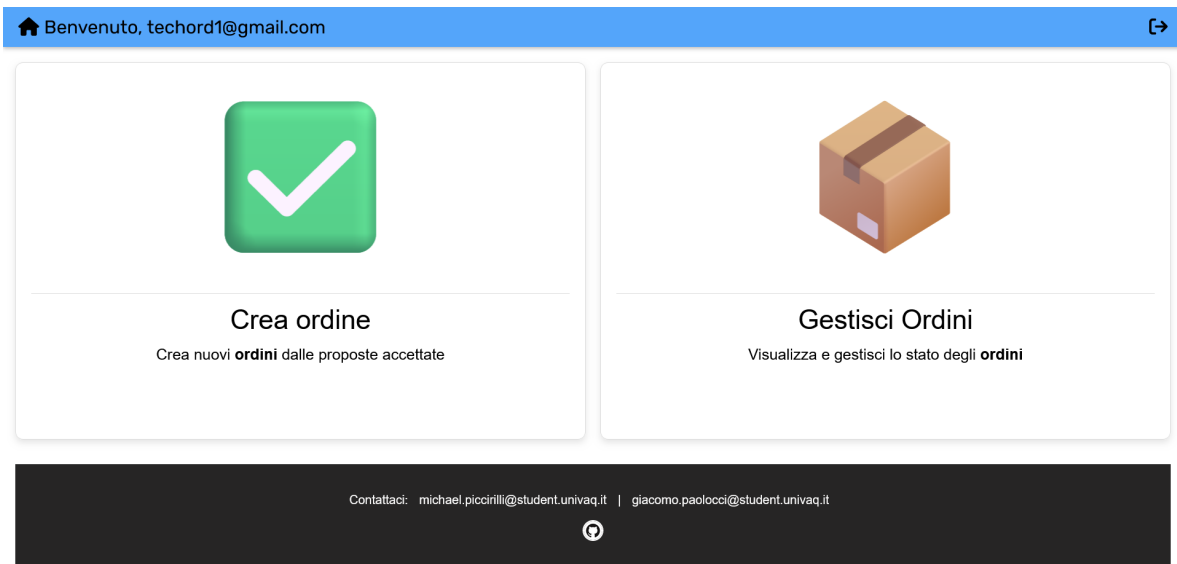 Benvenuto, techord1@gmail.com
Crea ordine
Crea nuovi ordini dalle proposte accettate
Gestisci Ordini
Visualizza e gestisci lo stato degli ordini
Contattaci: michael.piccirilli@student.univaq.it | giacomo.paolocci@student.univaq.it